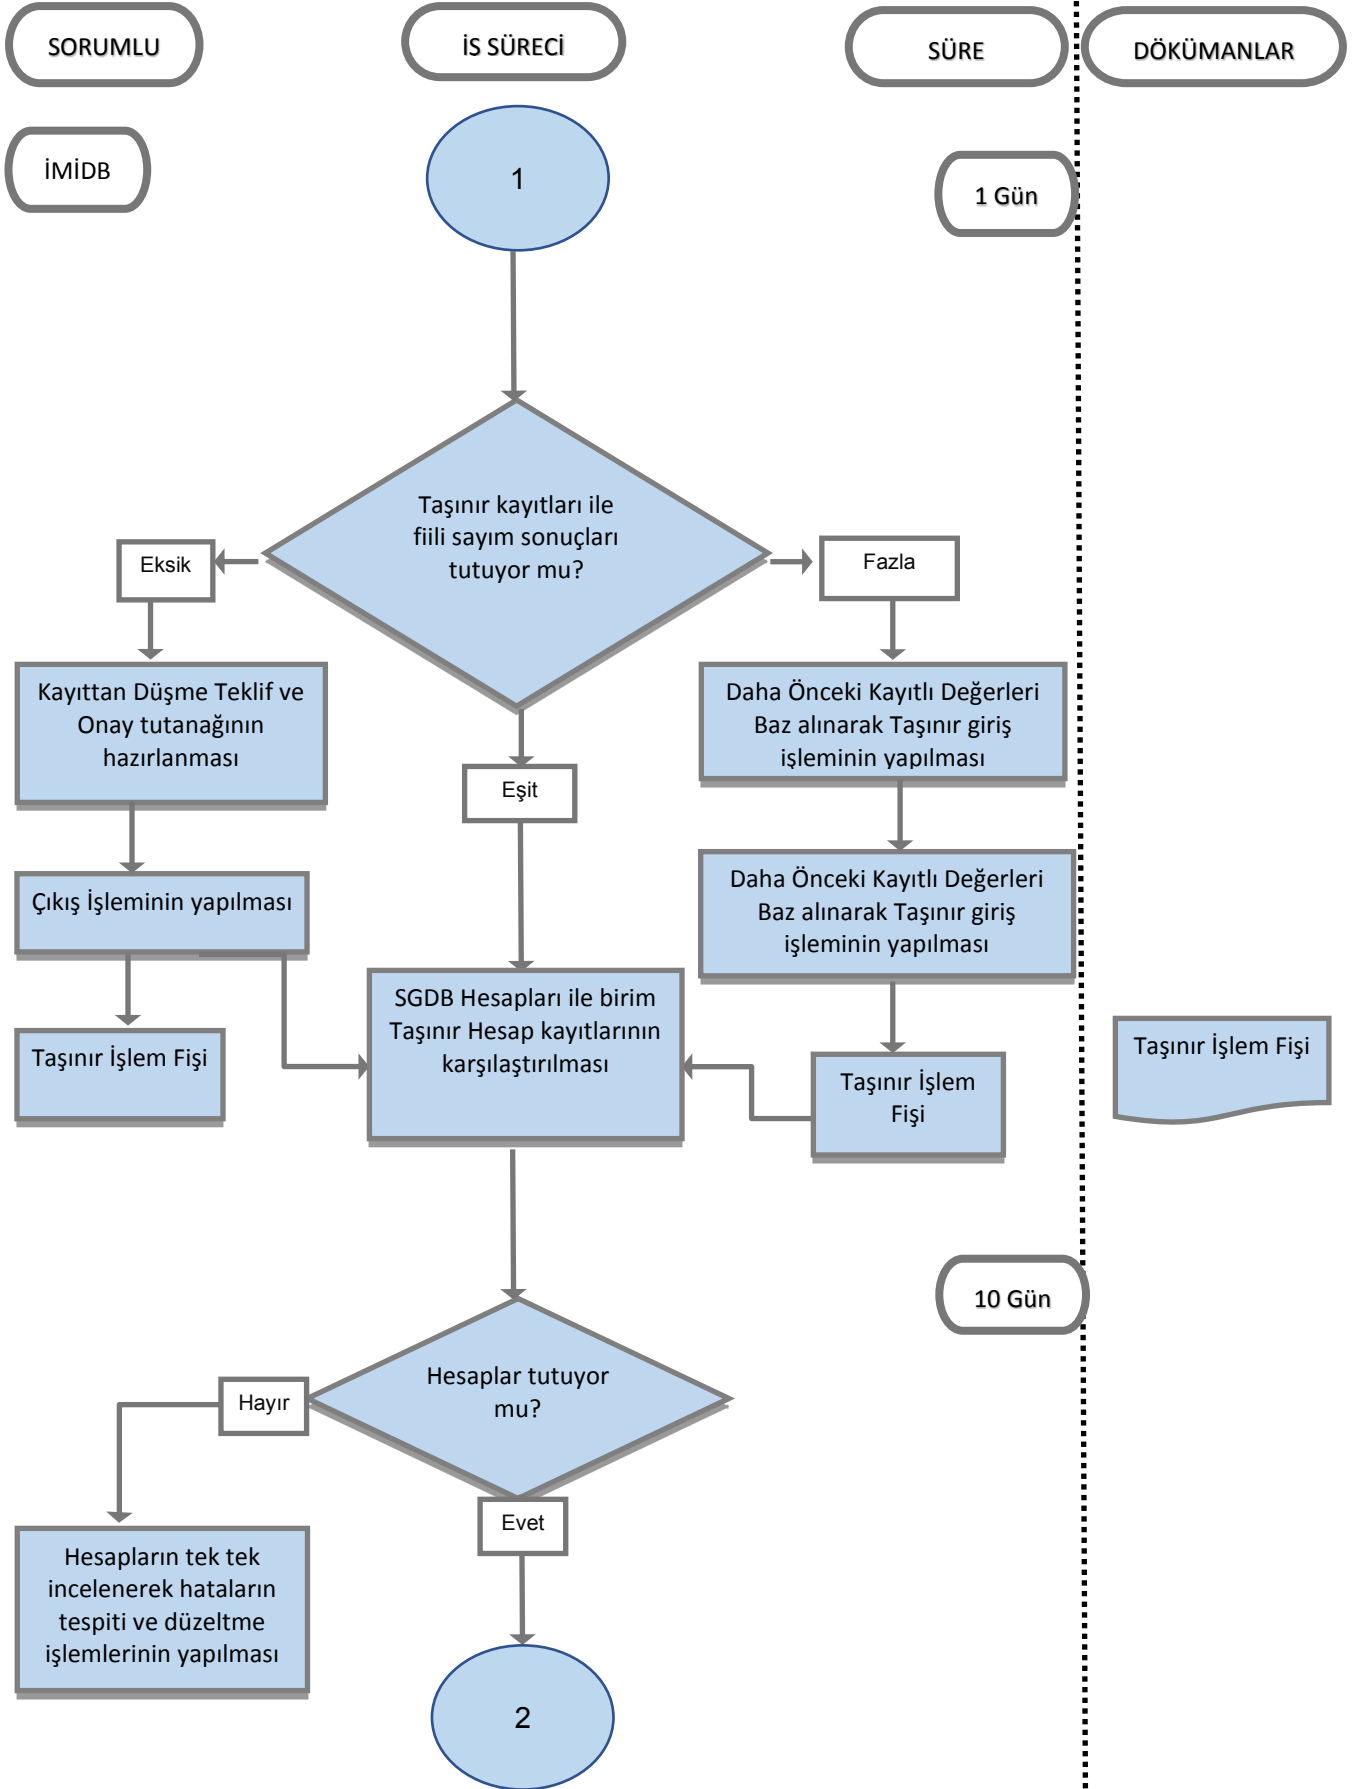 SORUMLU
İS SÜRECİ
SÜRE
DÖKÜMANLAR
İMİDB
1
1 Gün
Taşınır kayıtları ile
fiili sayım sonuçları
tutuyor mu?
Eksik
Fazla
Kayıttan Düşme Teklif ve
Onay tutanağının
hazırlanması
Daha Önceki Kayıtlı Değerleri
Baz alınarak Taşınır giriş
işleminin yapılması
Eşit
Çıkış İşleminin yapılması
Daha Önceki Kayıtlı Değerleri
Baz alınarak Taşınır giriş
işleminin yapılması
SGDB Hesapları ile birim
Taşınır Hesap kayıtlarının
karşılaştırılması
Taşınır İşlem Fişi
Taşınır İşlem
Fişi
Taşınır İşlem Fişi
10 Gün
Hesaplar tutuyor
mu?
Hayır
Evet
Hesapların tek tek
incelenerek hataların
tespiti ve düzeltme
işlemlerinin yapılması
2